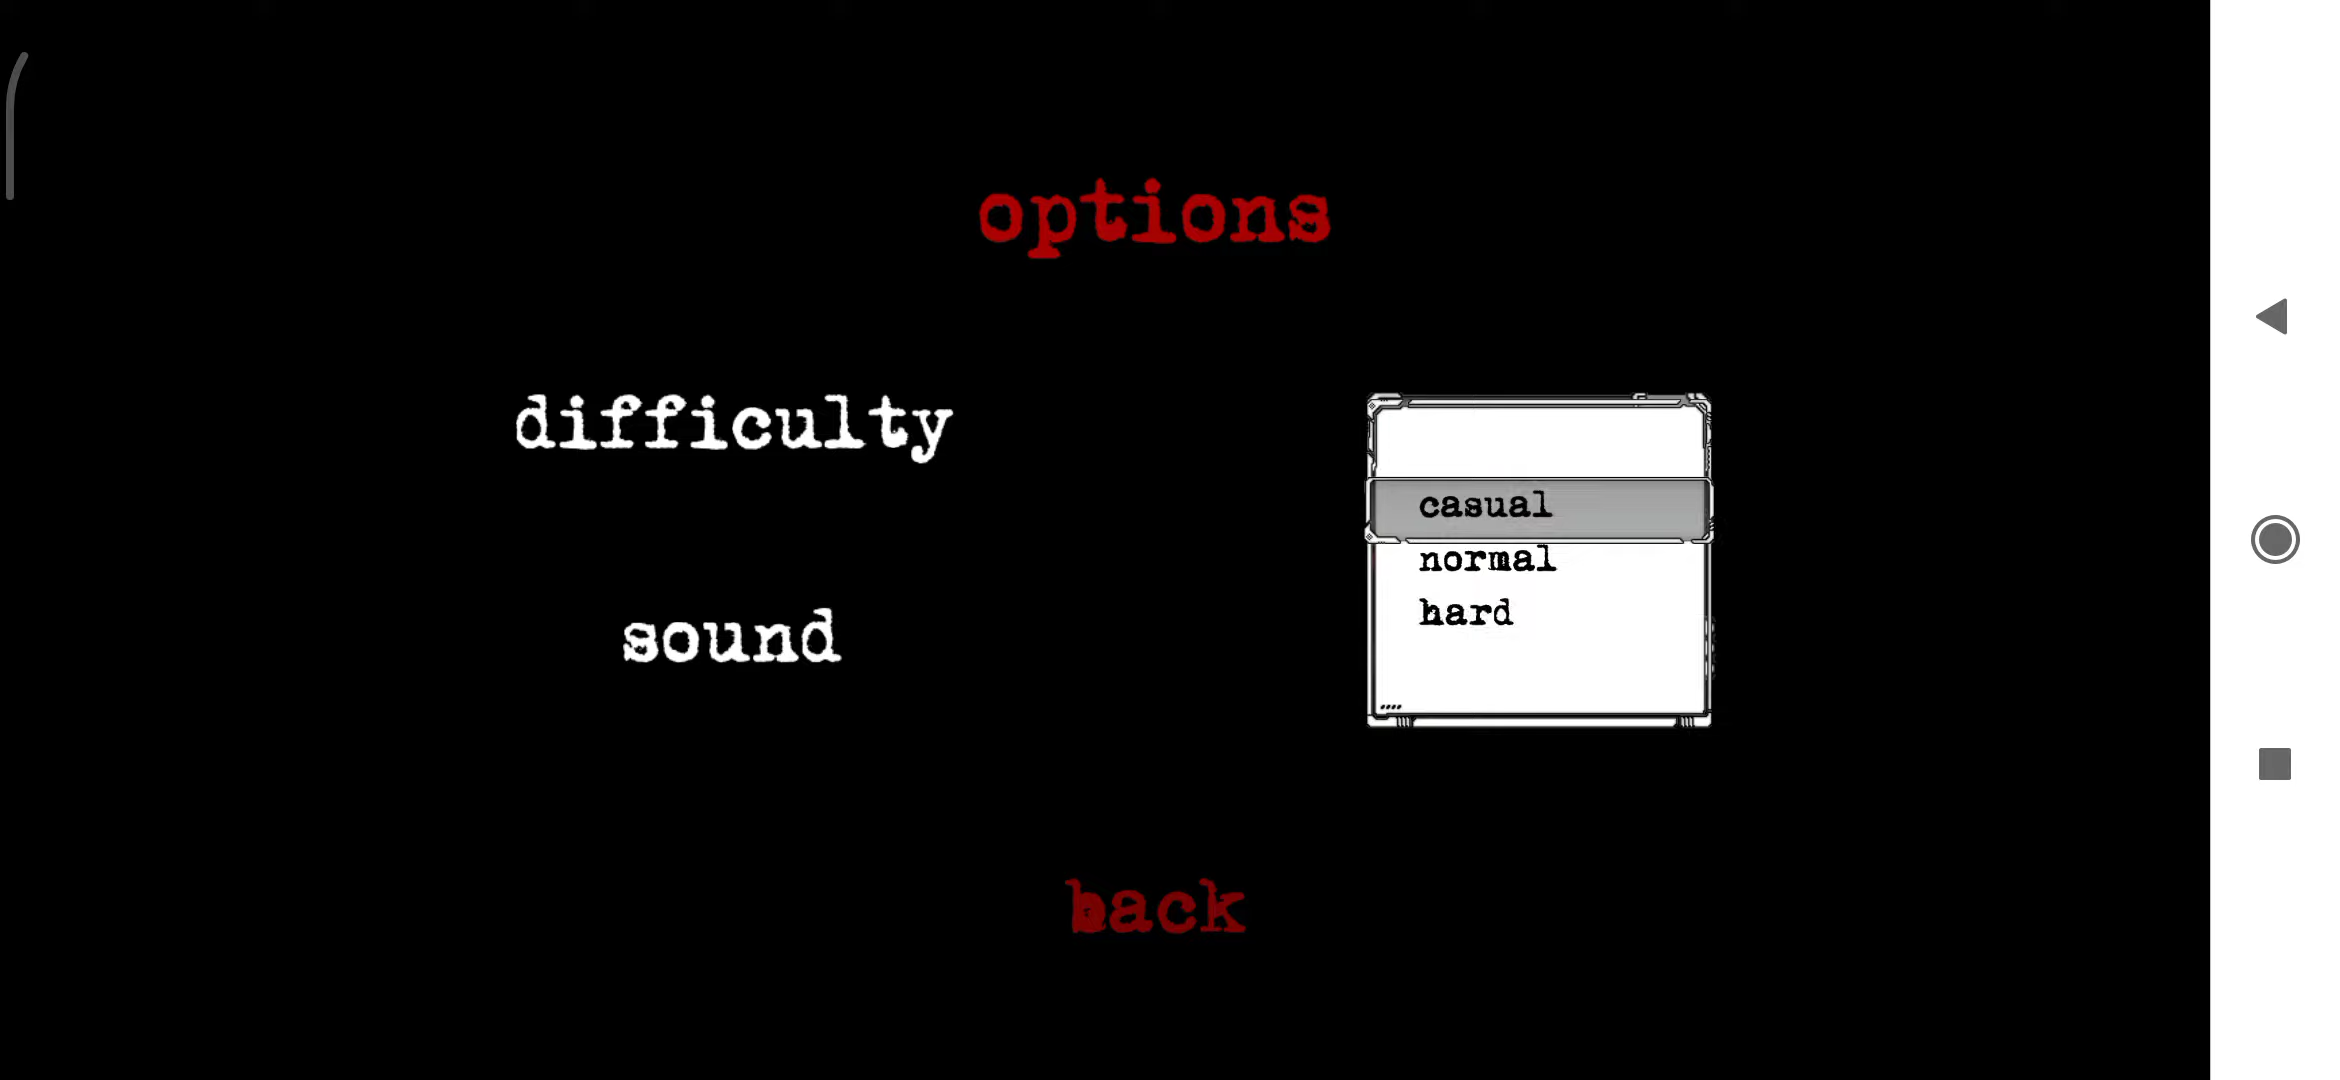 options
difficulty
casual
normal
hard
sound
back